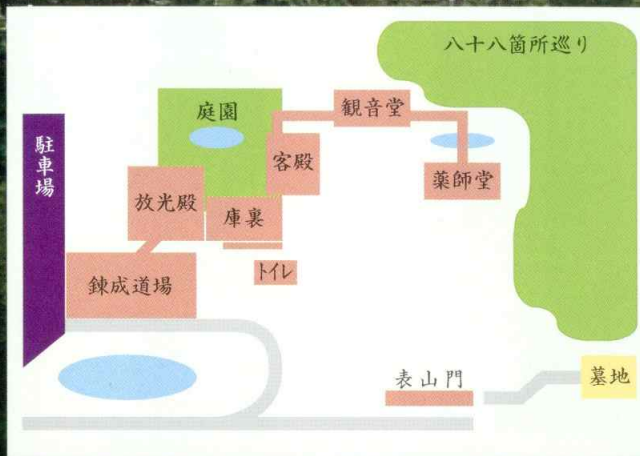 八十八箇所巡り
庭園
観音堂
駐車場
客殿
薬師堂
放光殿
庫裏
トイレ
錬成道場
表山門
墓地